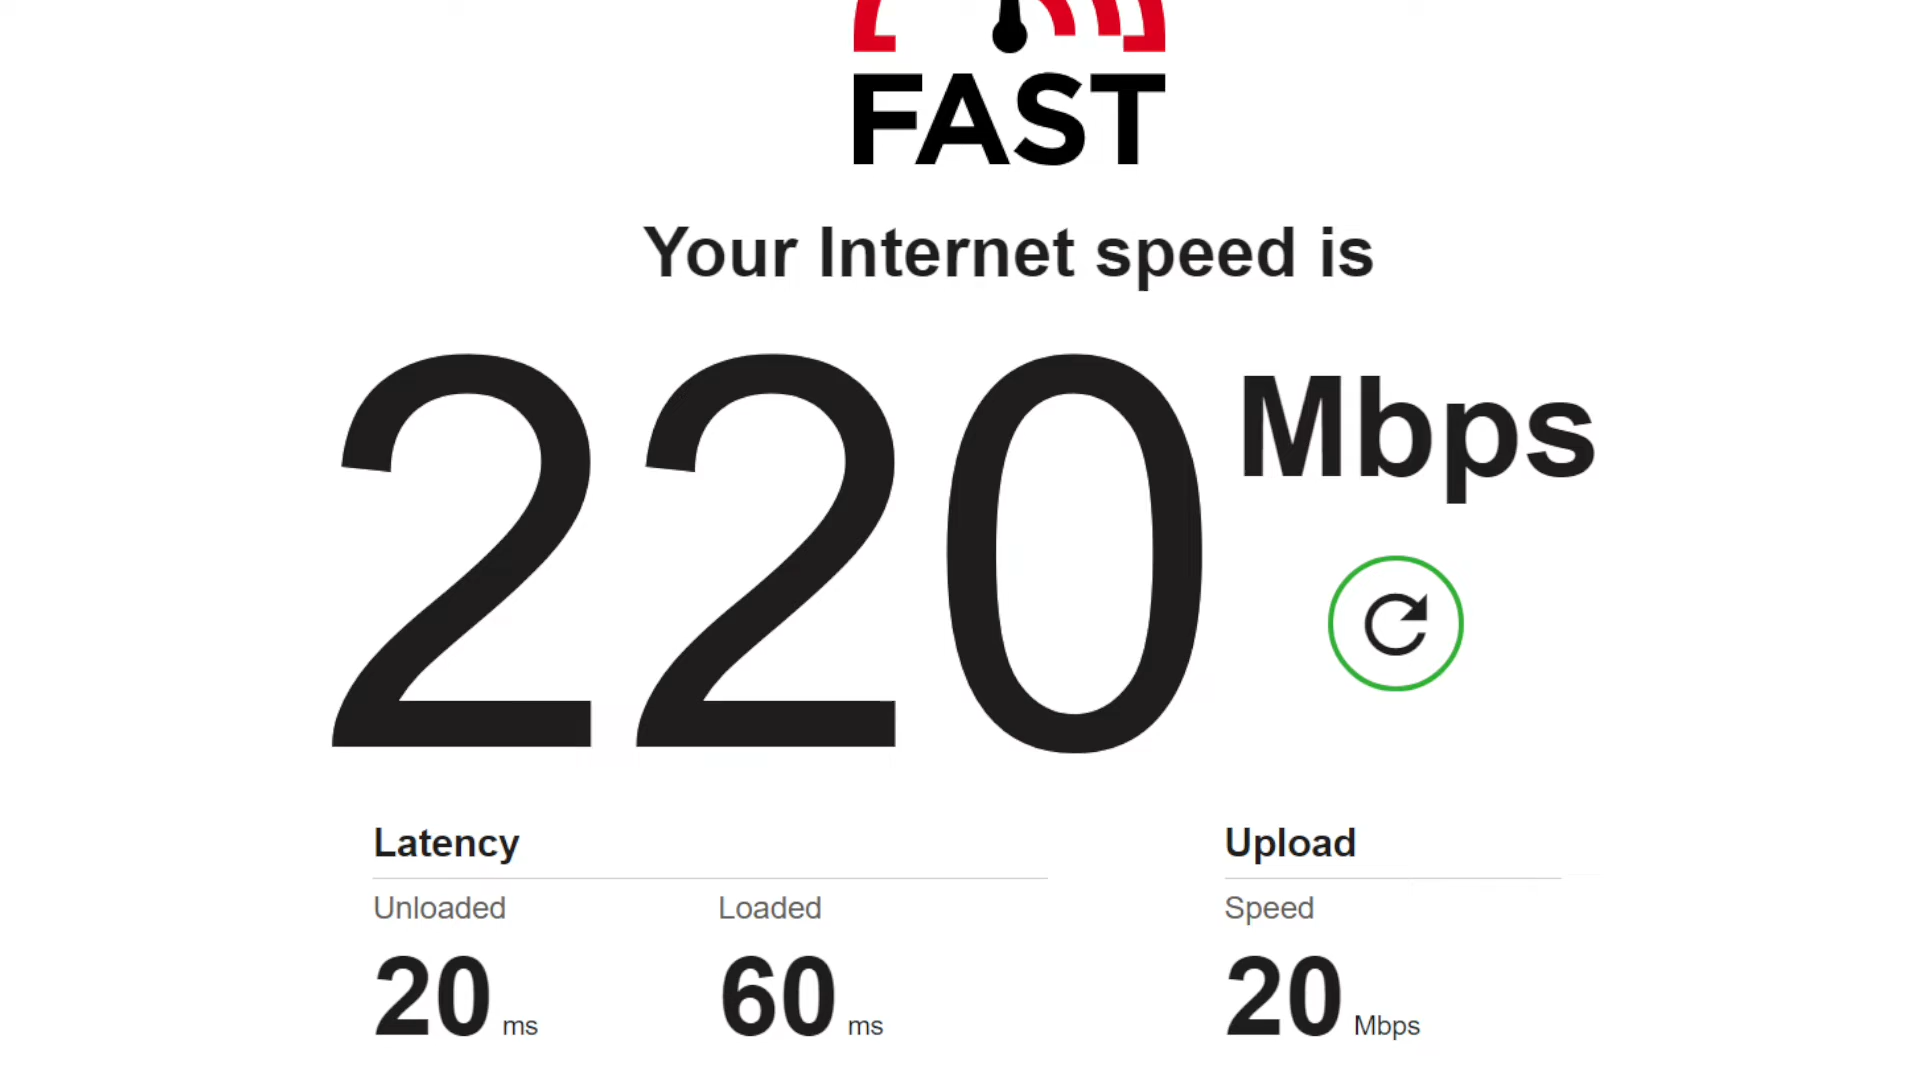 FAST
Your Internet speed is
220 Mbps
Latency Upload
Unloaded Loaded Speed
20 ms 60 ms 20 Mbps